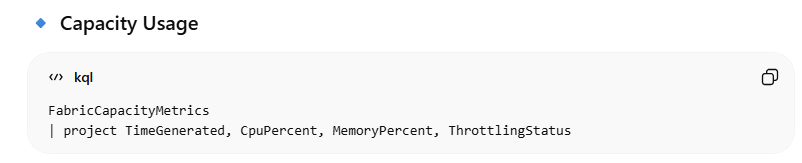 Capacity Usage
</> kql
FabricCapacityMetrics
| project TimeGenerated, CpuPercent, MemoryPercent, ThrottlingStatus